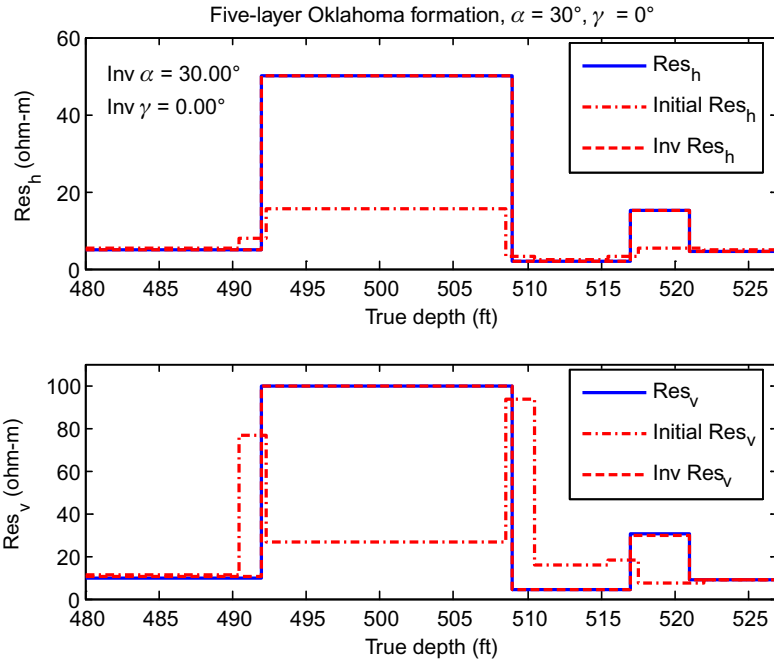 Five-layer Oklahoma formation, α = 30°, γ = 0°
60
40
20
0
Res_h (ohm-m)
Inv α = 30.00°
Inv γ = 0.00°
Res_h
Initial Res_h
Inv Res_h
480 485 490 495 500 505 510 515 520 525
True depth (ft)
100
80
60
40
20
0
Res_v (ohm-m)
Res_v
Initial Res_v
Inv Res_v
480 485 490 495 500 505 510 515 520 525
True depth (ft)